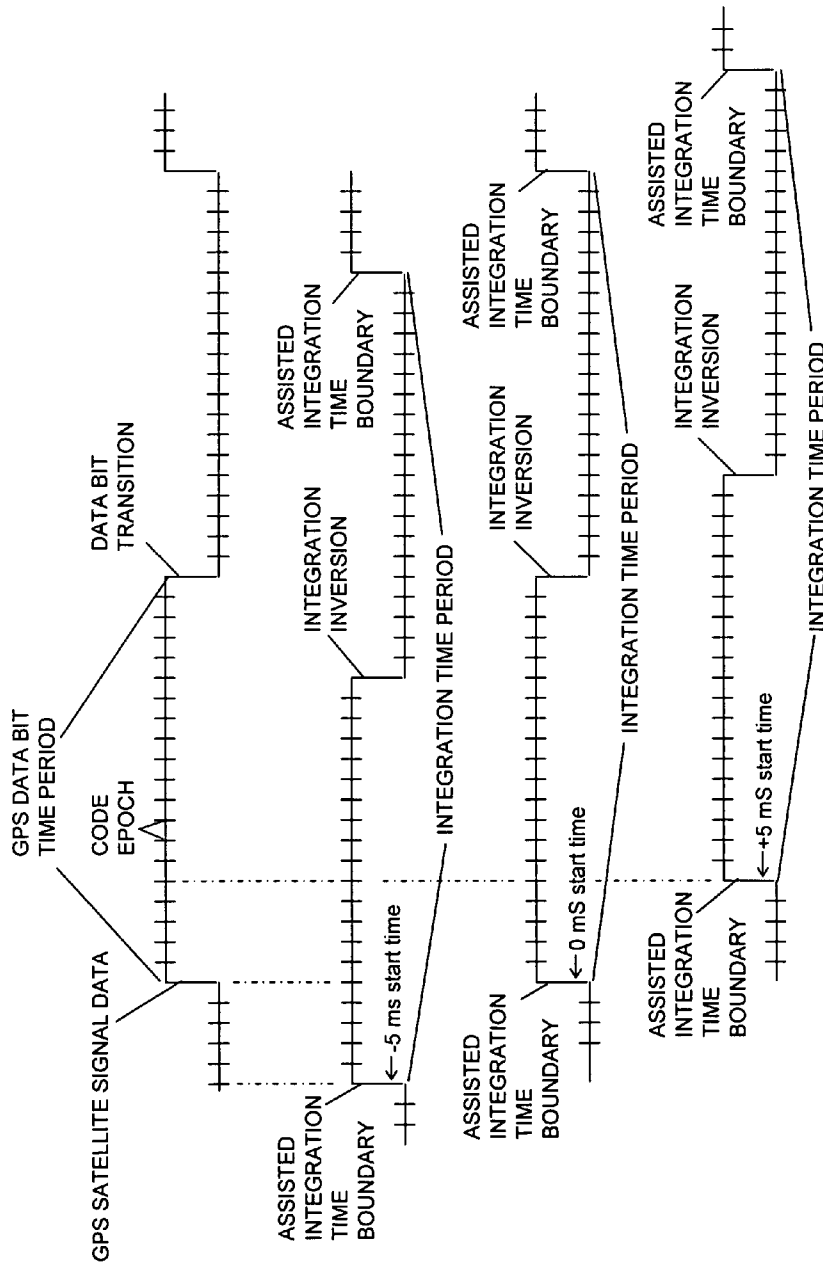 GPS DATA BIT
TIME PERIOD
GPS SATELLITE SIGNAL DATA
CODE
EPOCH
DATA BIT
TRANSITION
ASSISTED
INTEGRATION
TIME
BOUNDARY
-5 ms start time
INTEGRATION
INVERSION
ASSISTED
INTEGRATION
TIME
BOUNDARY
INTEGRATION TIME PERIOD
ASSISTED
INTEGRATION
TIME
BOUNDARY
0 mS start time
INTEGRATION
INVERSION
ASSISTED
INTEGRATION
TIME
BOUNDARY
INTEGRATION TIME PERIOD
ASSISTED
INTEGRATION
TIME
BOUNDARY
+5 mS start time
INTEGRATION
INVERSION
ASSISTED
INTEGRATION
TIME
BOUNDARY
INTEGRATION TIME PERIOD